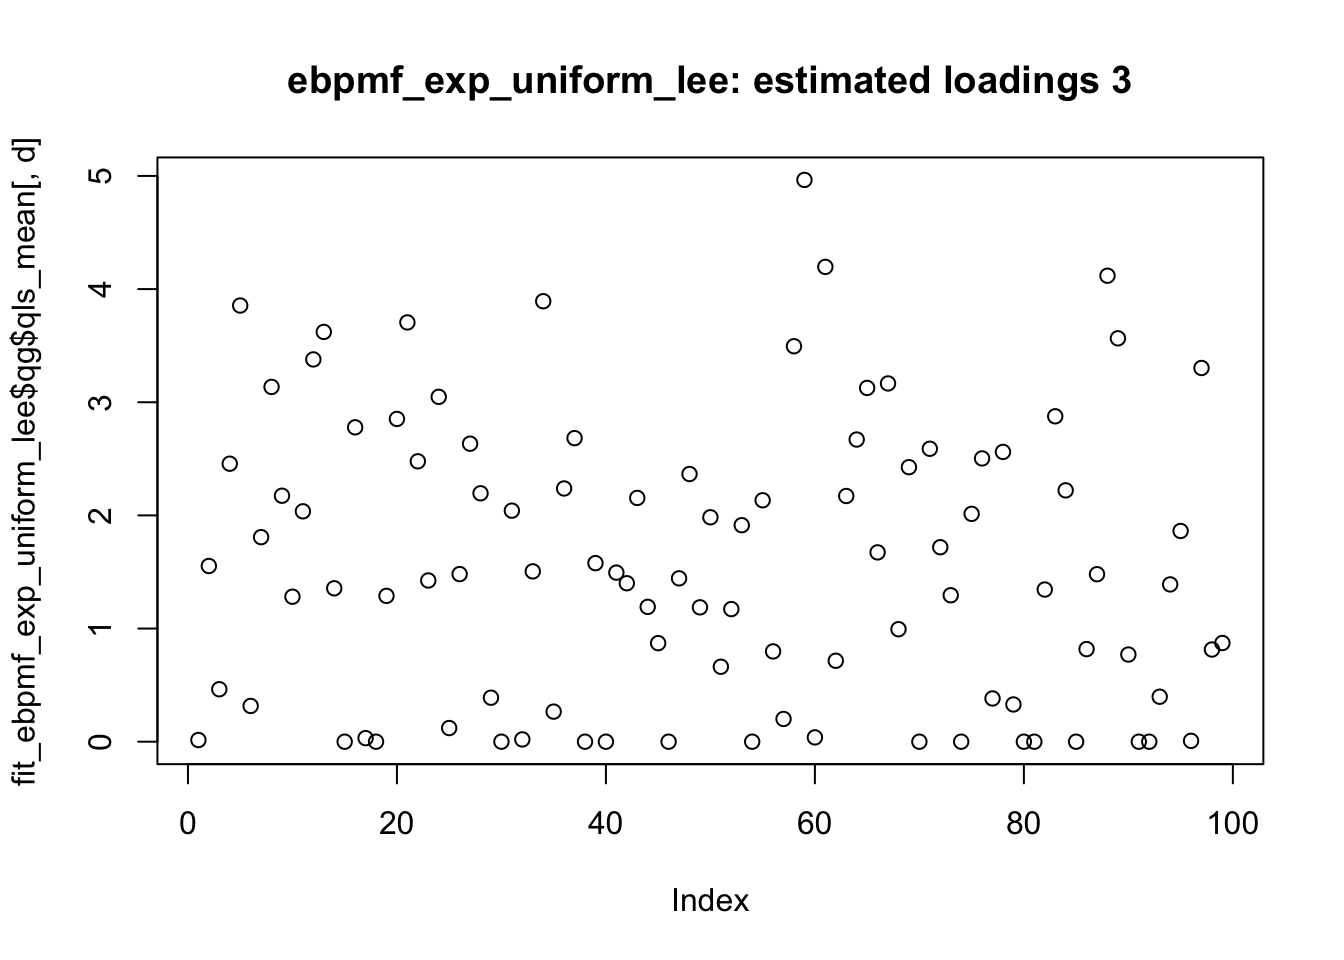 ebpmf_exp_uniform_lee: estimated loadings 3
fit_ebpmf_exp_uniform_lee$qg$qls_mean[, d]
5
4
3
2
1
0
0 20 40 60 80 100
Index